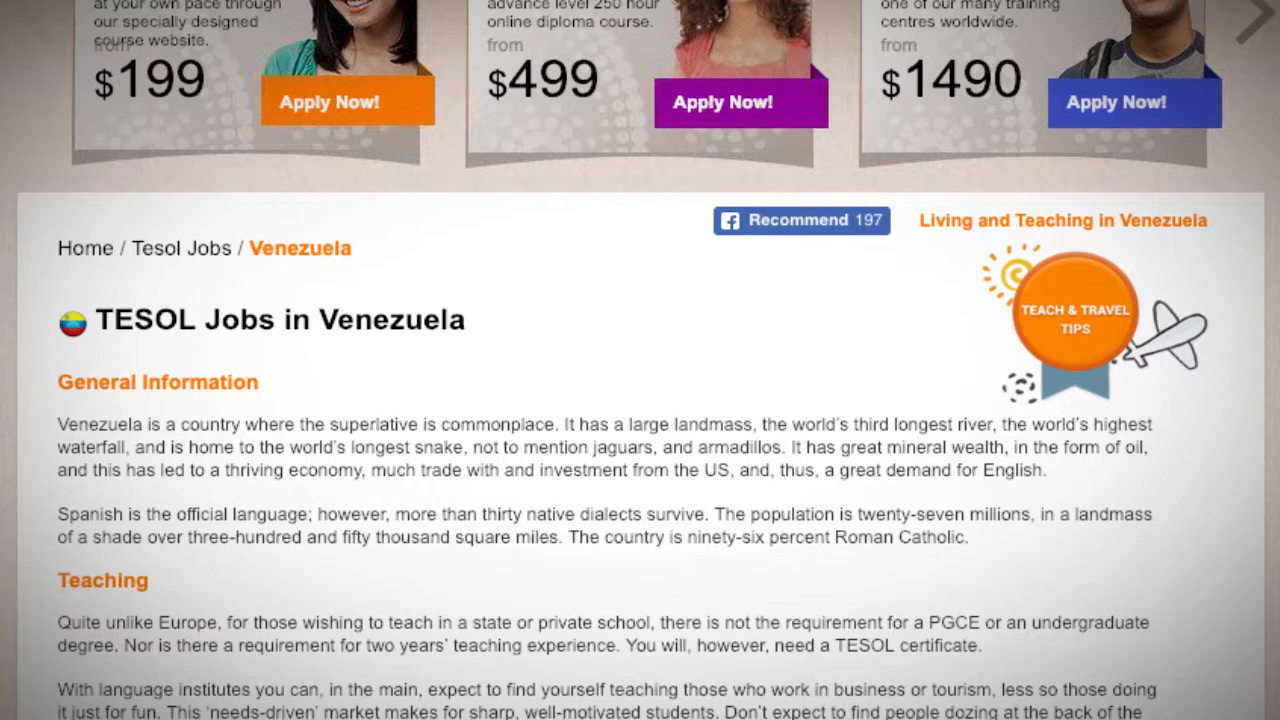 at your own pace through
our specially designed
course website.
from
$199
Apply Now!
advance level 250 hour
online diploma course.
from
$499
Apply Now!
one of our many training
centres worldwide.
from
$1490
Apply Now!
Recommend 197
Living and Teaching in Venezuela
Home / Tesol Jobs / Venezuela
TEACH & TRAVEL
TIPS
TESOL Jobs in Venezuela
General Information
Venezuela is a country where the superlative is commonplace. It has a large landmass, the world's third longest river, the world's highest
waterfall, and is home to the world's longest snake, not to mention jaguars, and armadillos. It has great mineral wealth, in the form of oil,
and this has led to a thriving economy, much trade with and investment from the US, and, thus, a great demand for English.
Spanish is the official language; however, more than thirty native dialects survive. The population is twenty-seven millions, in a landmass
of a shade over three-hundred and fifty thousand square miles. The country is ninety-six percent Roman Catholic.
Teaching
Quite unlike Europe, for those wishing to teach in a state or private school, there is not the requirement for a PGCE or an undergraduate
degree. Nor is there a requirement for two years' teaching experience. You will, however, need a TESOL certificate.
With language institutes you can, in the main, expect to find yourself teaching those who work in business or tourism, less so those doing
it just for fun. This 'needs-driven' market makes for sharp, well-motivated students. Don't expect to find people dozing at the back of the